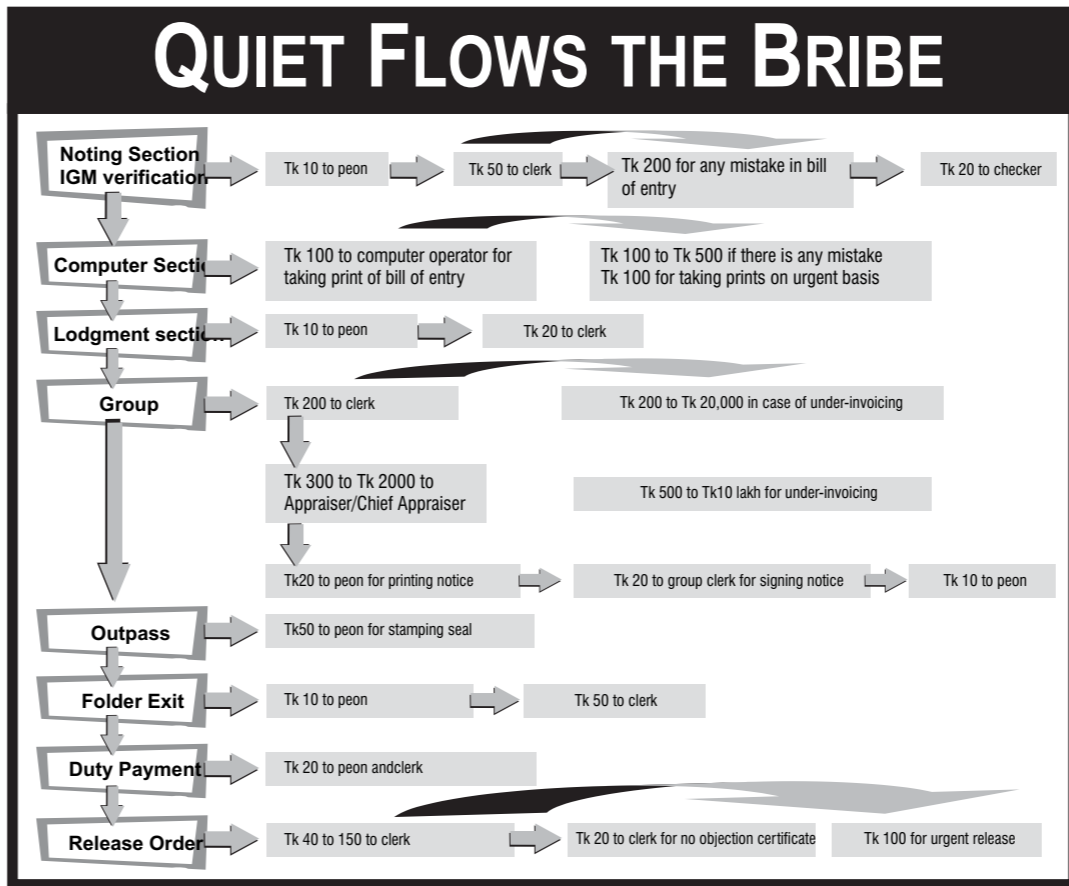 QUIET FLOWS THE BRIBE
Noting Section
IGM verification
Tk 10 to peon
Tk 50 to clerk
Tk 200 for any mistake in bill
of entry
Tk 20 to checker
Computer Sectio
Tk 100 to computer operator for
taking print of bill of entry
Tk 100 to Tk 500 if there is any mistake
Tk 100 for taking prints on urgent basis
Lodgment section
Tk 10 to peon
Tk 20 to clerk
Group
Tk 200 to clerk
Tk 200 to Tk 20,000 in case of under-invoicing
Tk 300 to Tk 2000 to
Appraiser/Chief Appraiser
Tk 500 to Tk10 lakh for under-invoicing
Tk20 to peon for printing notice
Tk 20 to group clerk for signing notice
Tk 10 to peon
Outpass
Tk50 to peon for stamping seal
Folder Exit
Tk 10 to peon
Tk 50 to clerk
Duty Payment
Tk 20 to peon andclerk
Release Order
Tk 40 to 150 to clerk
Tk 20 to clerk for no objection certificate
Tk 100 for urgent release